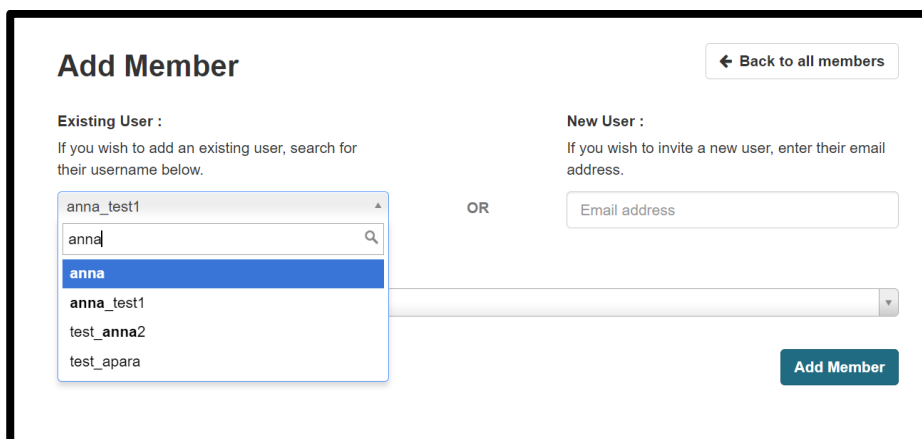 Add Member
← Back to all members
Existing User :
If you wish to add an existing user, search for
their username below.
anna_test1
anna
anna
anna_test1
test_anna2
test_apara
OR
New User :
If you wish to invite a new user, enter their email
address.
Email address
Add Member